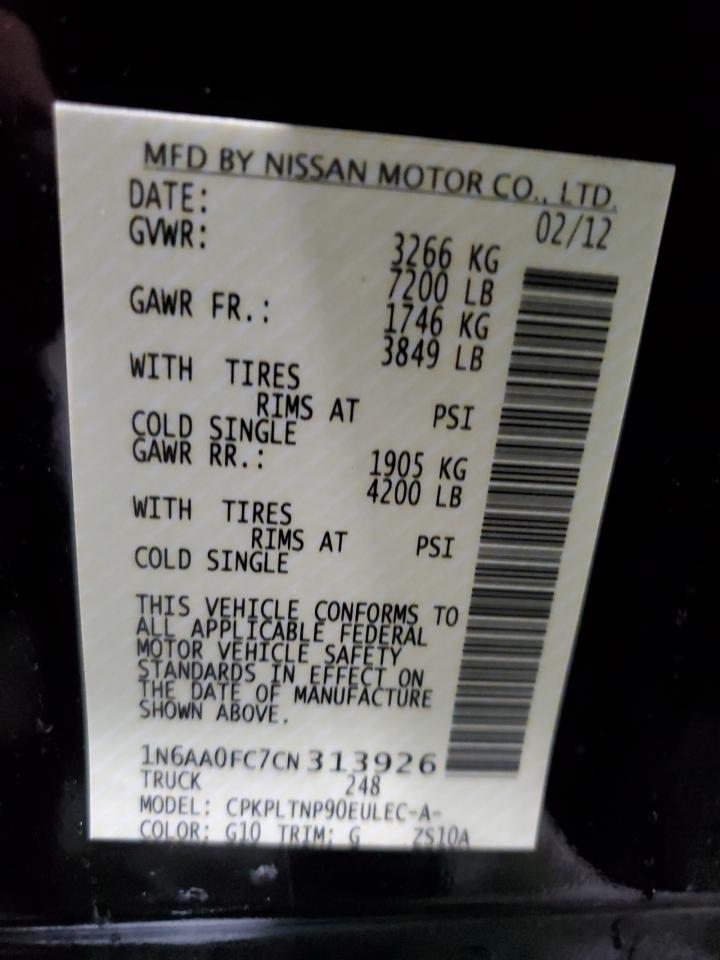 MFD BY NISSAN MOTOR CO., LTD.
DATE: 02/12
GVWR: 3266 KG
7200 LB
GAWR FR.: 1746 KG
3849 LB
WITH TIRES
RIMS AT PSI
COLD SINGLE
GAWR RR.: 1905 KG
4200 LB
WITH TIRES
RIMS AT PSI
COLD SINGLE
THIS VEHICLE CONFORMS TO
ALL APPLICABLE FEDERAL
MOTOR VEHICLE SAFETY
STANDARDS IN EFFECT ON
THE DATE OF MANUFACTURE
SHOWN ABOVE.
1N6AA0FC7CN313926
TRUCK 248
MODEL: CPKPLTNP90EULEC-A-
COLOR: G10 TRIM: G ZS10A